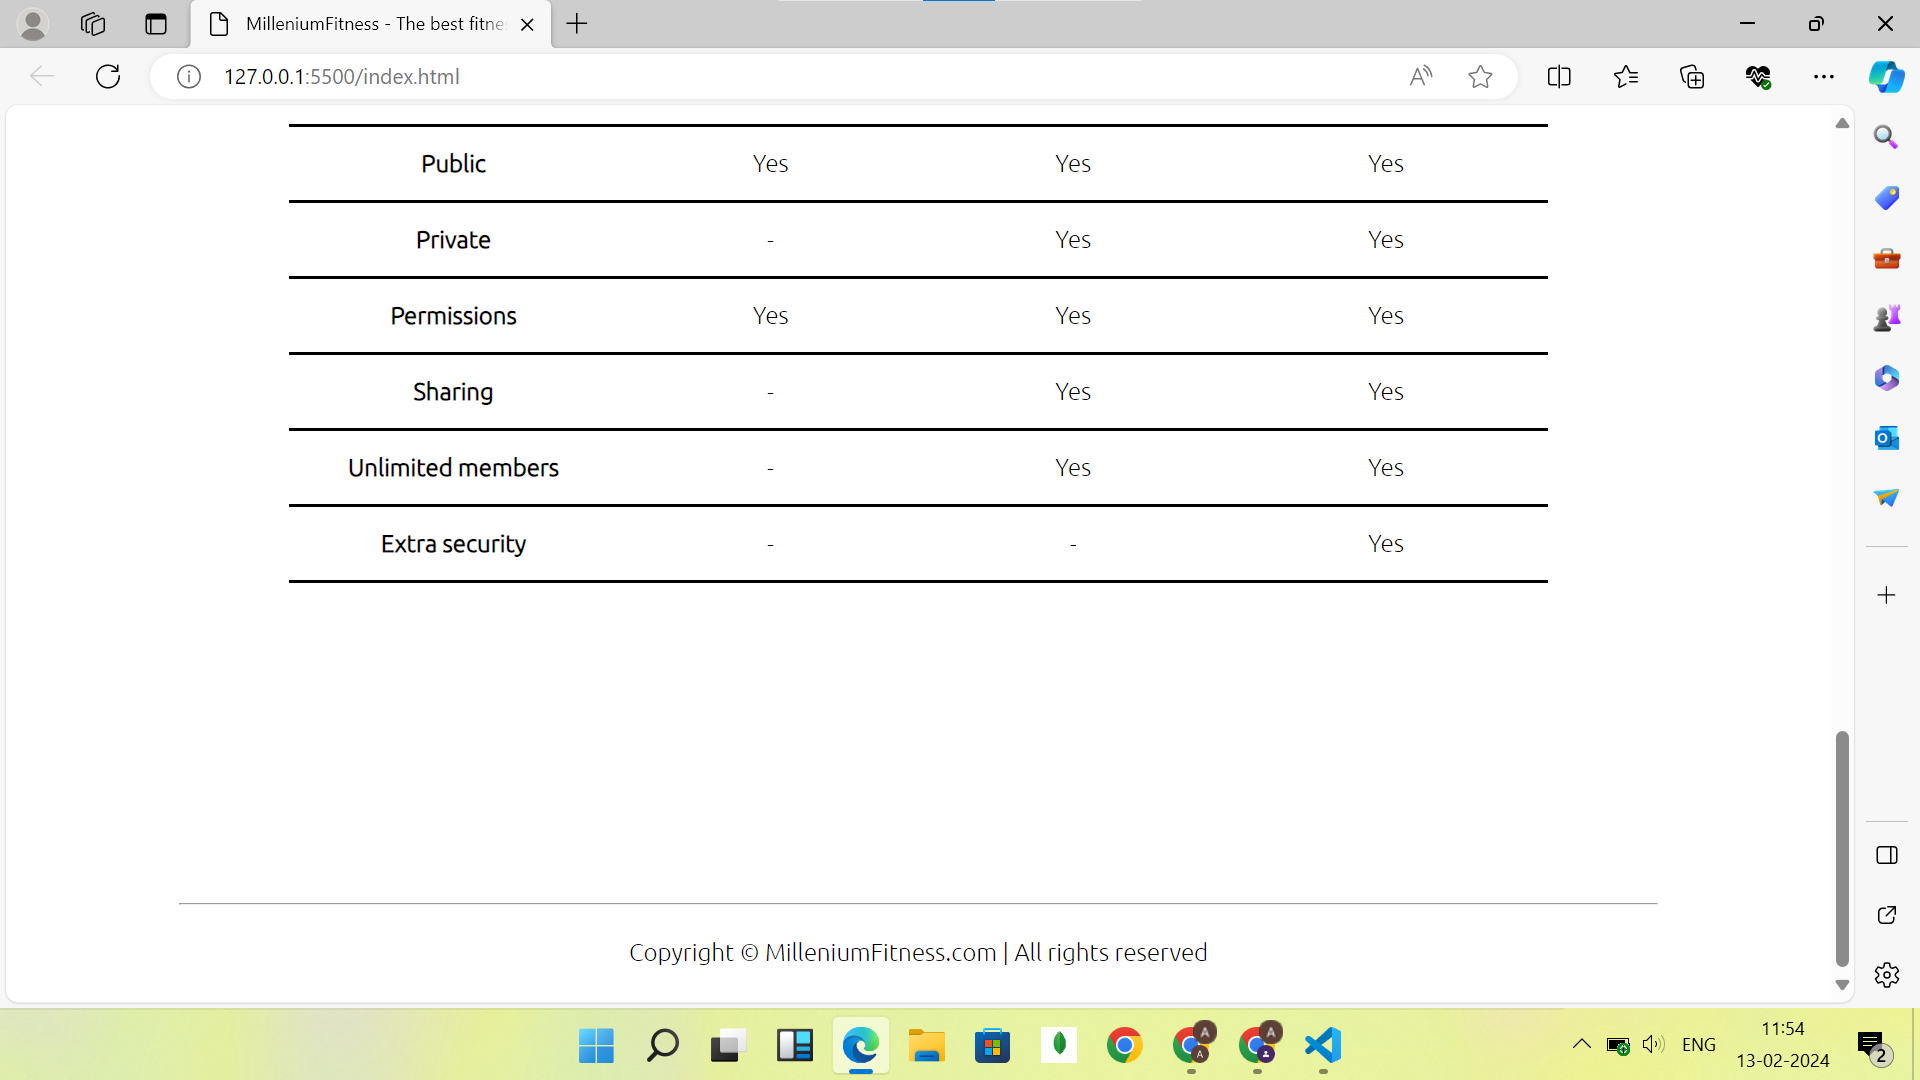 MilleniumFitness - The best fitne
127.0.0.1:5500/index.html
Public Yes Yes Yes
Private - Yes Yes
Permissions Yes Yes Yes
Sharing - Yes Yes
Unlimited members - Yes Yes
Extra security - - Yes
Copyright © MilleniumFitness.com | All rights reserved
A A
A
ENG 11:54
13-02-2024 2